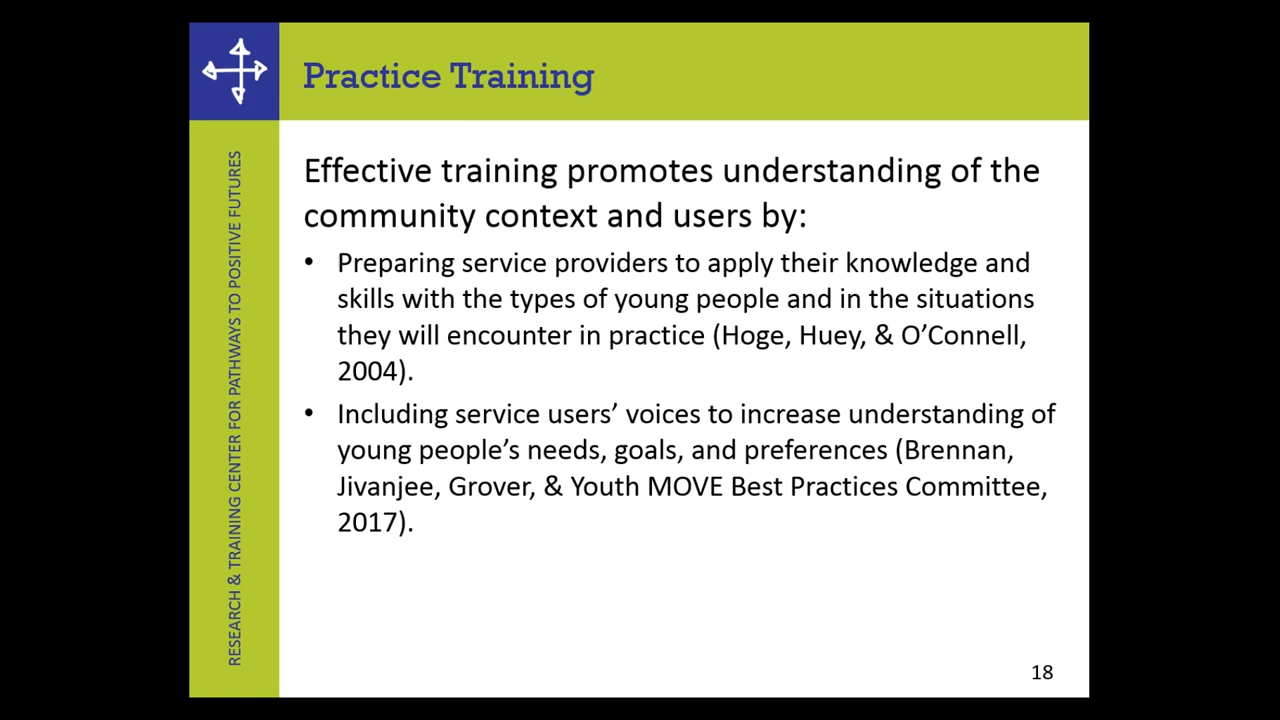 Practice Training
RESEARCH & TRAINING CENTER FOR PATHWAYS TO POSITIVE FUTURES
Effective training promotes understanding of the
community context and users by:
• Preparing service providers to apply their knowledge and
skills with the types of young people and in the situations
they will encounter in practice (Hoge, Huey, & O’Connell,
2004).
• Including service users’ voices to increase understanding of
young people’s needs, goals, and preferences (Brennan,
Jivanjee, Grover, & Youth MOVE Best Practices Committee,
2017).
18